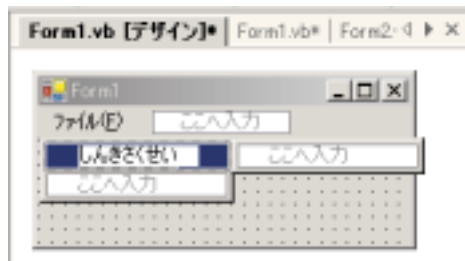 Form1.vb [デザイン]* Form1.vb* Form2
Form1
ファイル(F) ここへ入力
しんきさくせい ここへ入力
ここへ入力